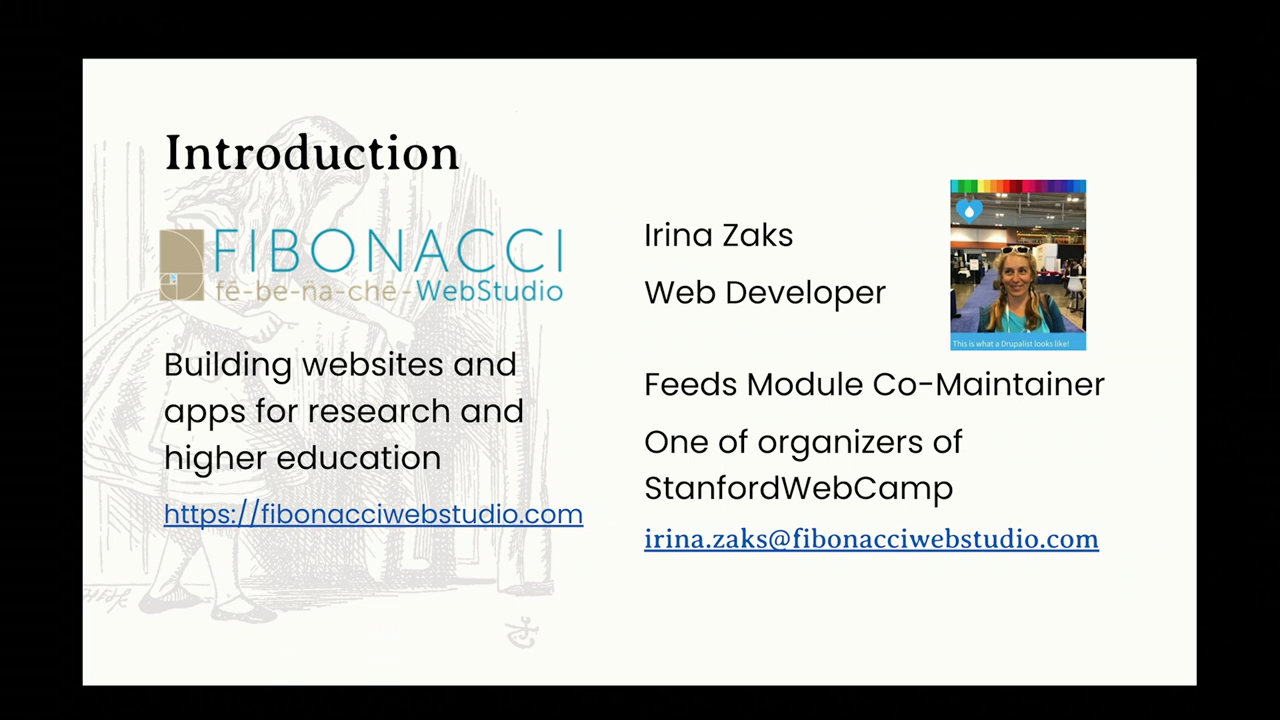 Introduction
FIBONACCI
fē-be-n̈a-chē-WebStudio
Building websites and
apps for research and
higher education
https://fibonacciwebstudio.com
Irina Zaks
Web Developer
This is what a Drupalist looks like!
Feeds Module Co-Maintainer
One of organizers of
StanfordWebCamp
irina.zaks@fibonacciwebstudio.com